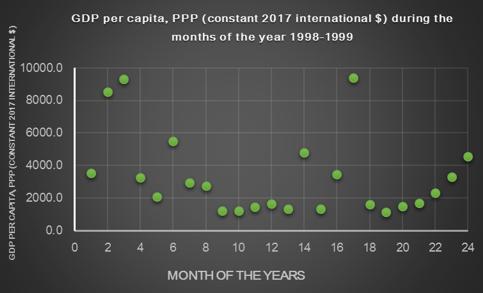 GDP per capita, PPP (constant 2017 international $) during the
months of the year 1998-1999
GDP PER CAPITA, PPP (CONSTANT 2017 INTERNATIONAL $)
10000.0
8000.0
6000.0
4000.0
2000.0
0.0
0 2 4 6 8 10 12 14 16 18 20 22 24
MONTH OF THE YEARS